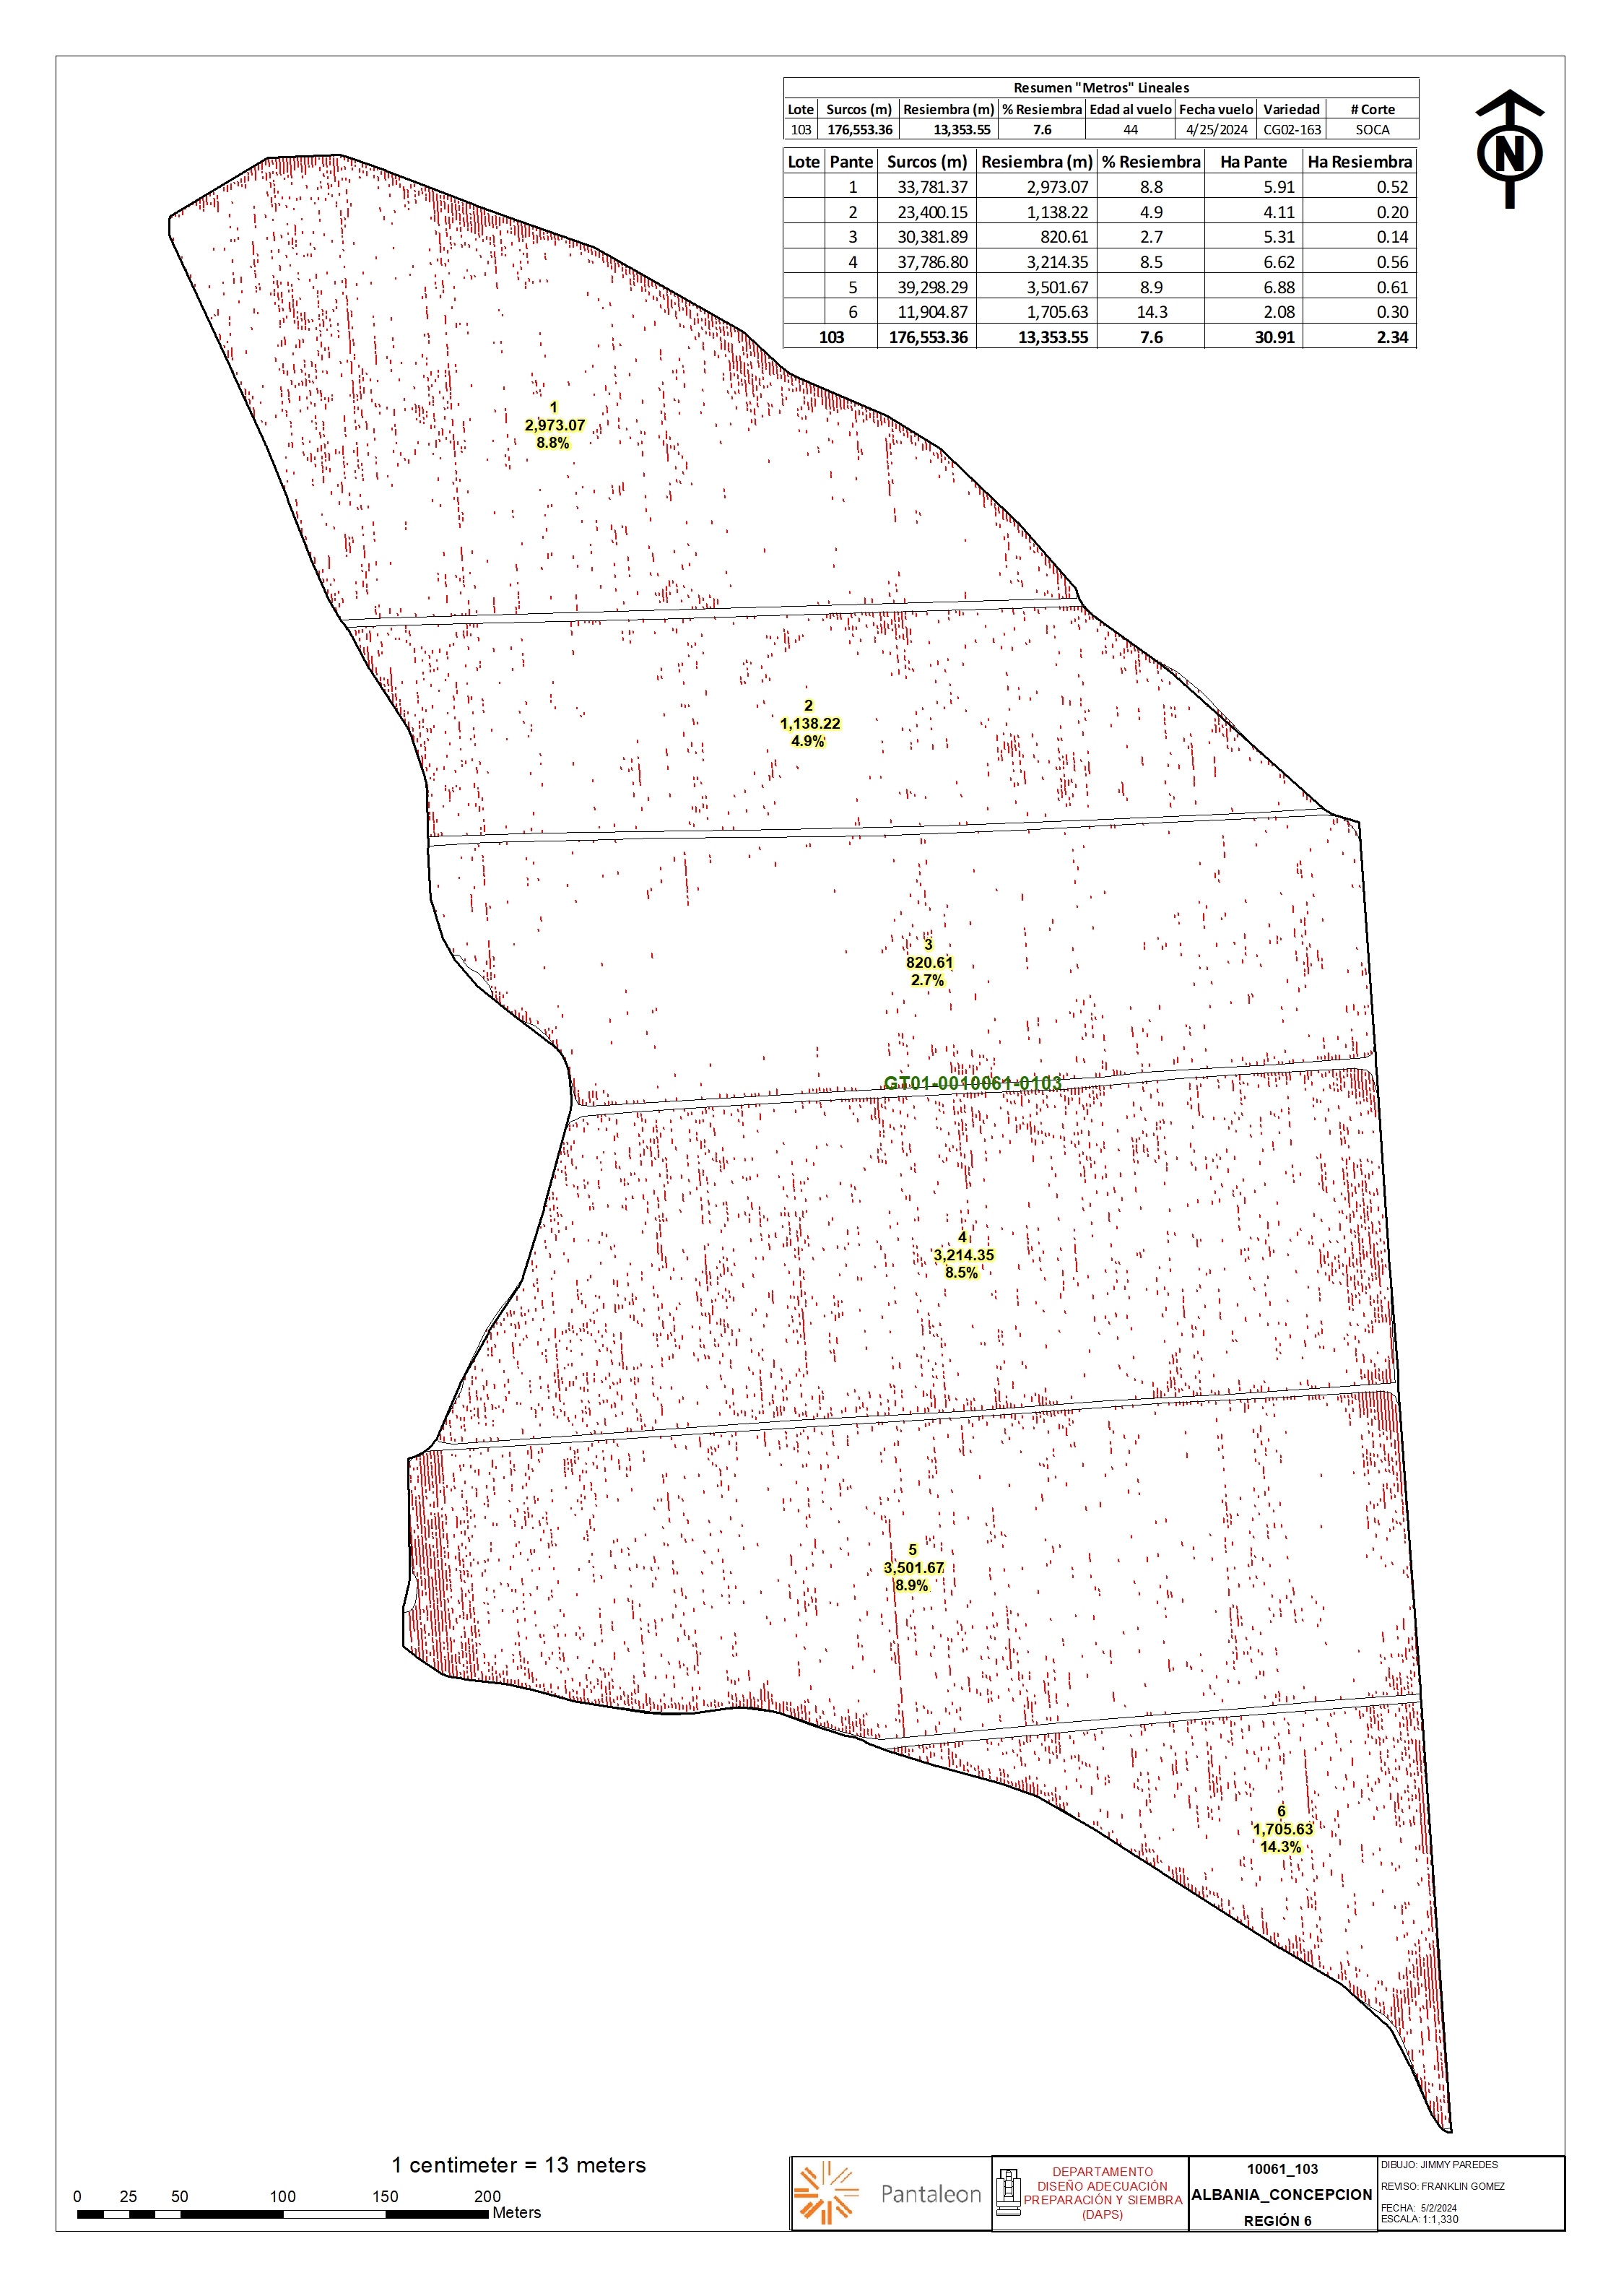 Resumen "Metros" Lineales
Lote Surcos (m) Resiembra (m) % Resiembra Edad al vuelo Fecha vuelo Variedad # Corte
103 176,553.36 13,353.55 7.6 44 4/25/2024 CG02-163 SOCA
Lote Pante Surcos (m) Resiembra (m) % Resiembra Ha Pante Ha Resiembra
1 33,781.37 2,973.07 8.8 5.91 0.52
2 23,400.15 1,138.22 4.9 4.11 0.20
3 30,381.89 820.61 2.7 5.31 0.14
4 37,786.80 3,214.35 8.5 6.62 0.56
5 39,298.29 3,501.67 8.9 6.88 0.61
6 11,904.87 1,705.63 14.3 2.08 0.30
103 176,553.36 13,353.55 7.6 30.91 2.34
N
1
2,973.07
8.8%
2
1,138.22
4.9%
3
820.61
2.7%
GT01-0010061-0103
4
3,214.35
8.5%
5
3,501.67
8.9%
6
1,705.63
14.3%
1 centimeter = 13 meters
0 25 50 100 150 200
Meters
Pantaleon
DEPARTAMENTO
DISEÑO ADECUACIÓN
PREPARACIÓN Y SIEMBRA
(DAPS)
10061_103
ALBANIA_CONCEPCION
REGIÓN 6
DIBUJO: JIMMY PAREDES
REVISO: FRANKLIN GOMEZ
FECHA: 5/2/2024
ESCALA: 1:1,330